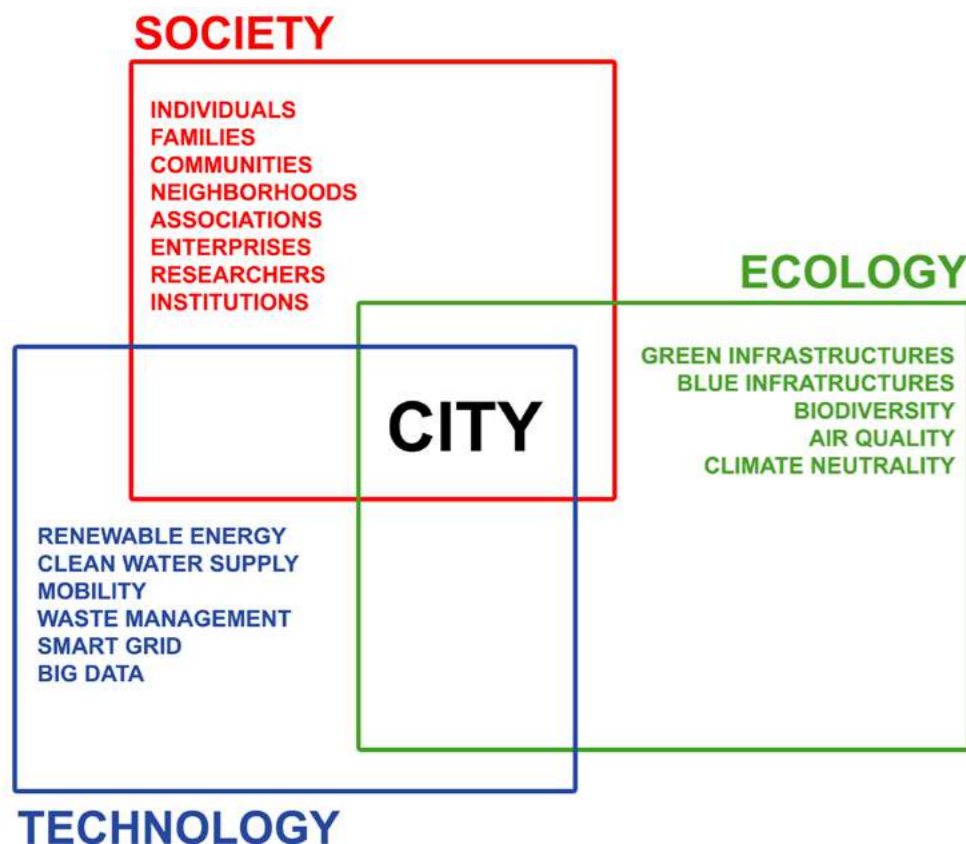 SOCIETY
INDIVIDUALS
FAMILIES
COMMUNITIES
NEIGHBORHOODS
ASSOCIATIONS
ENTERPRISES
RESEARCHERS
INSTITUTIONS
ECOLOGY
GREEN INFRASTRUCTURES
BLUE INFRATRUCTURES
BIODIVERSITY
AIR QUALITY
CLIMATE NEUTRALITY
CITY
RENEWABLE ENERGY
CLEAN WATER SUPPLY
MOBILITY
WASTE MANAGEMENT
SMART GRID
BIG DATA
TECHNOLOGY